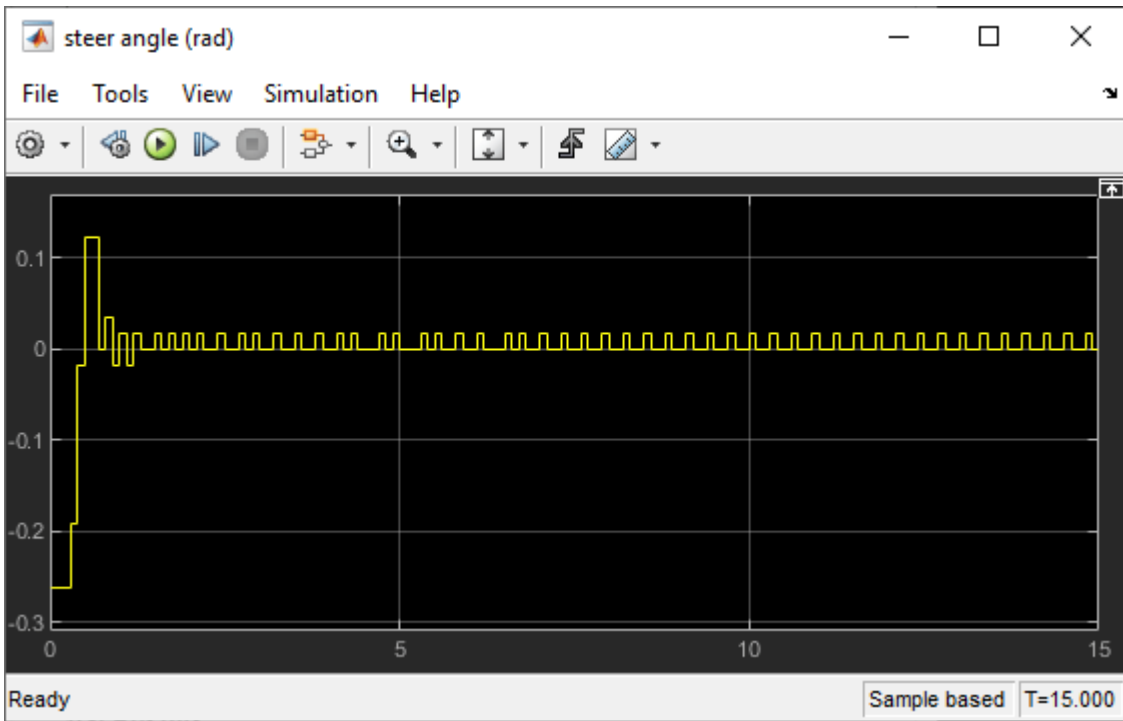 steer angle (rad)
File Tools View Simulation Help
0.1
0
-0.1
-0.2
-0.3
0 5 10 15
Ready Sample based T=15.000